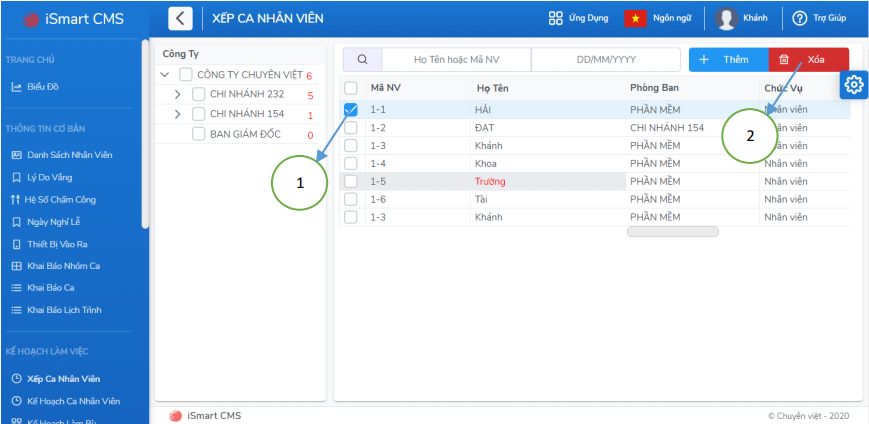 iSmart CMS
XẾP CA NHÂN VIÊN
Ứng Dụng
Ngôn ngữ
Khánh
Trợ Giúp
TRANG CHỦ
Biểu Đồ
THÔNG TIN CƠ BẢN
Danh Sách Nhân Viên
Lý Do Vắng
Hệ Số Chấm Công
Ngày Nghỉ Lễ
Thiết Bị Vào Ra
Khai Báo Nhóm Ca
Khai Báo Ca
Khai Báo Lịch Trình
KẾ HOẠCH LÀM VIỆC
Xếp Ca Nhân Viên
Kế Hoạch Ca Nhân Viên
Kế Hoạch Làm Bù
Công Ty
CÔNG TY CHUYÊN VIỆT 6
CHI NHÁNH 232 5
CHI NHÁNH 154 1
BAN GIÁM ĐỐC 0
Họ Tên hoặc Mã NV DD/MM/YYYY + Thêm Xóa
Mã NV Họ Tên Phòng Ban Chức Vụ
1-1 HẢI PHẦN MỀM Nhân viên
1-2 ĐẠT CHI NHÁNH 154 Nhân viên
1-3 Khánh PHẦN MỀM Nhân viên
1-4 Khoa PHẦN MỀM Nhân viên
1-5 Trường PHẦN MỀM Nhân viên
1-6 Tài PHẦN MỀM Nhân viên
1-3 Khánh PHẦN MỀM Nhân viên
1
2
iSmart CMS
© Chuyên việt - 2020